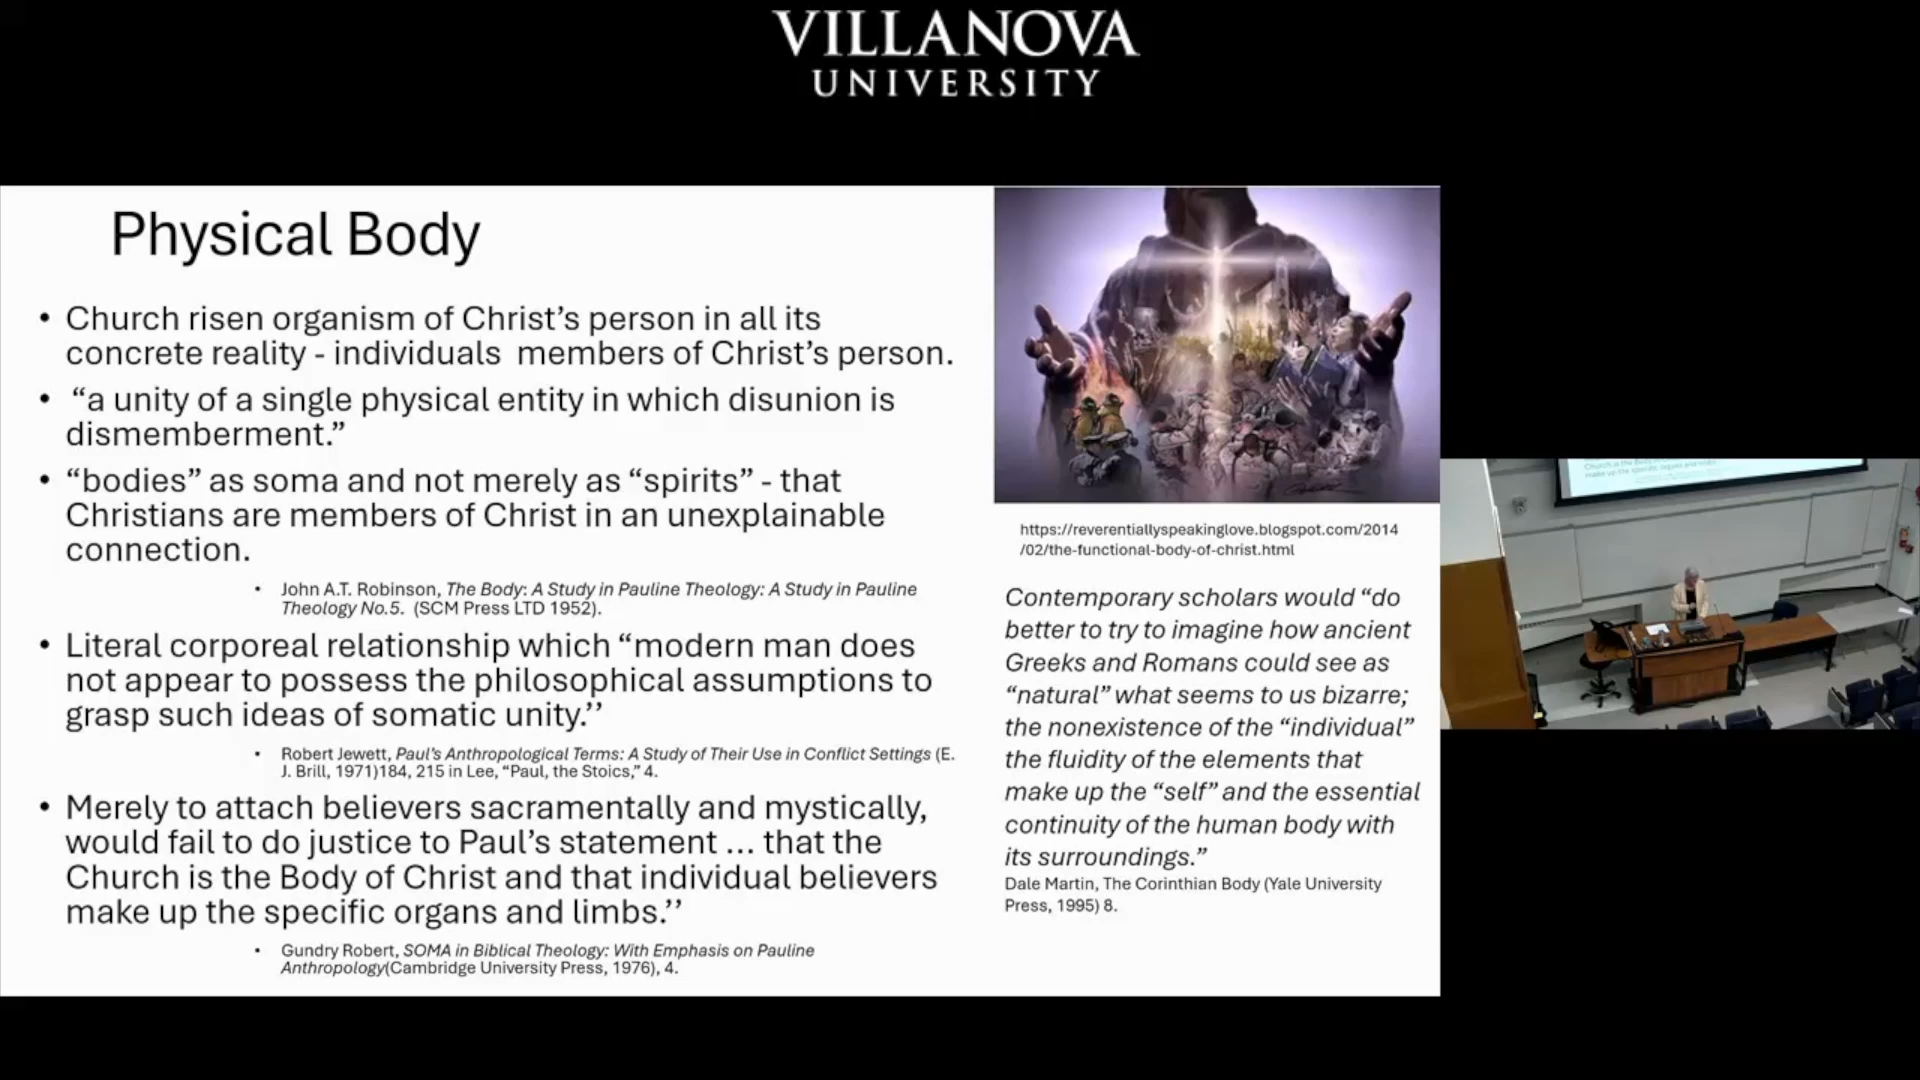 VILLANOVA
UNIVERSITY
Physical Body
• Church risen organism of Christ’s person in all its
concrete reality - individuals  members of Christ’s person.
• “a unity of a single physical entity in which disunion is
dismemberment.”
• “bodies” as soma and not merely as “spirits” - that
Christians are members of Christ in an unexplainable
connection.
• John A.T. Robinson, The Body: A Study in Pauline Theology: A Study in Pauline
Theology No.5.  (SCM Press LTD 1952).
• Literal corporeal relationship which “modern man does
not appear to possess the philosophical assumptions to
grasp such ideas of somatic unity.’’
• Robert Jewett, Paul’s Anthropological Terms: A Study of Their Use in Conflict Settings (E.
J. Brill, 1971)184, 215 in Lee, “Paul, the Stoics,” 4.
• Merely to attach believers sacramentally and mystically,
would fail to do justice to Paul’s statement ... that the
Church is the Body of Christ and that individual believers
make up the specific organs and limbs.’’
• Gundry Robert, SOMA in Biblical Theology: With Emphasis on Pauline
Anthropology(Cambridge University Press, 1976), 4.
https://reverentiallyspeakinglove.blogspot.com/2014
/02/the-functional-body-of-christ.html
Contemporary scholars would “do
better to try to imagine how ancient
Greeks and Romans could see as
“natural” what seems to us bizarre;
the nonexistence of the “individual”
the fluidity of the elements that
make up the “self” and the essential
continuity of the human body with
its surroundings.”
Dale Martin, The Corinthian Body (Yale University
Press, 1995) 8.